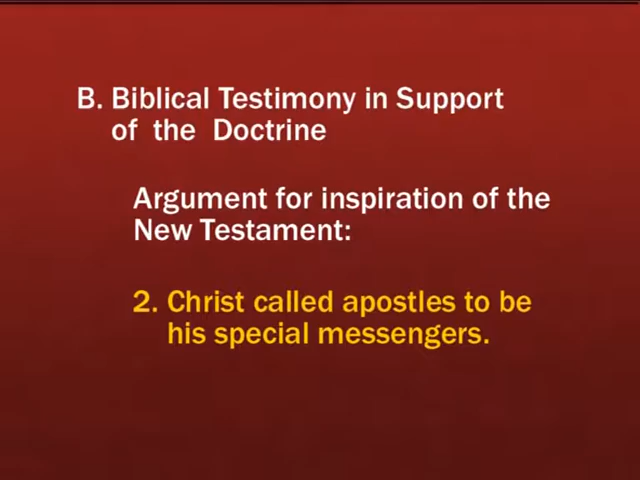 B. Biblical Testimony in Support
of the Doctrine
Argument for inspiration of the
New Testament:
2. Christ called apostles to be
his special messengers.